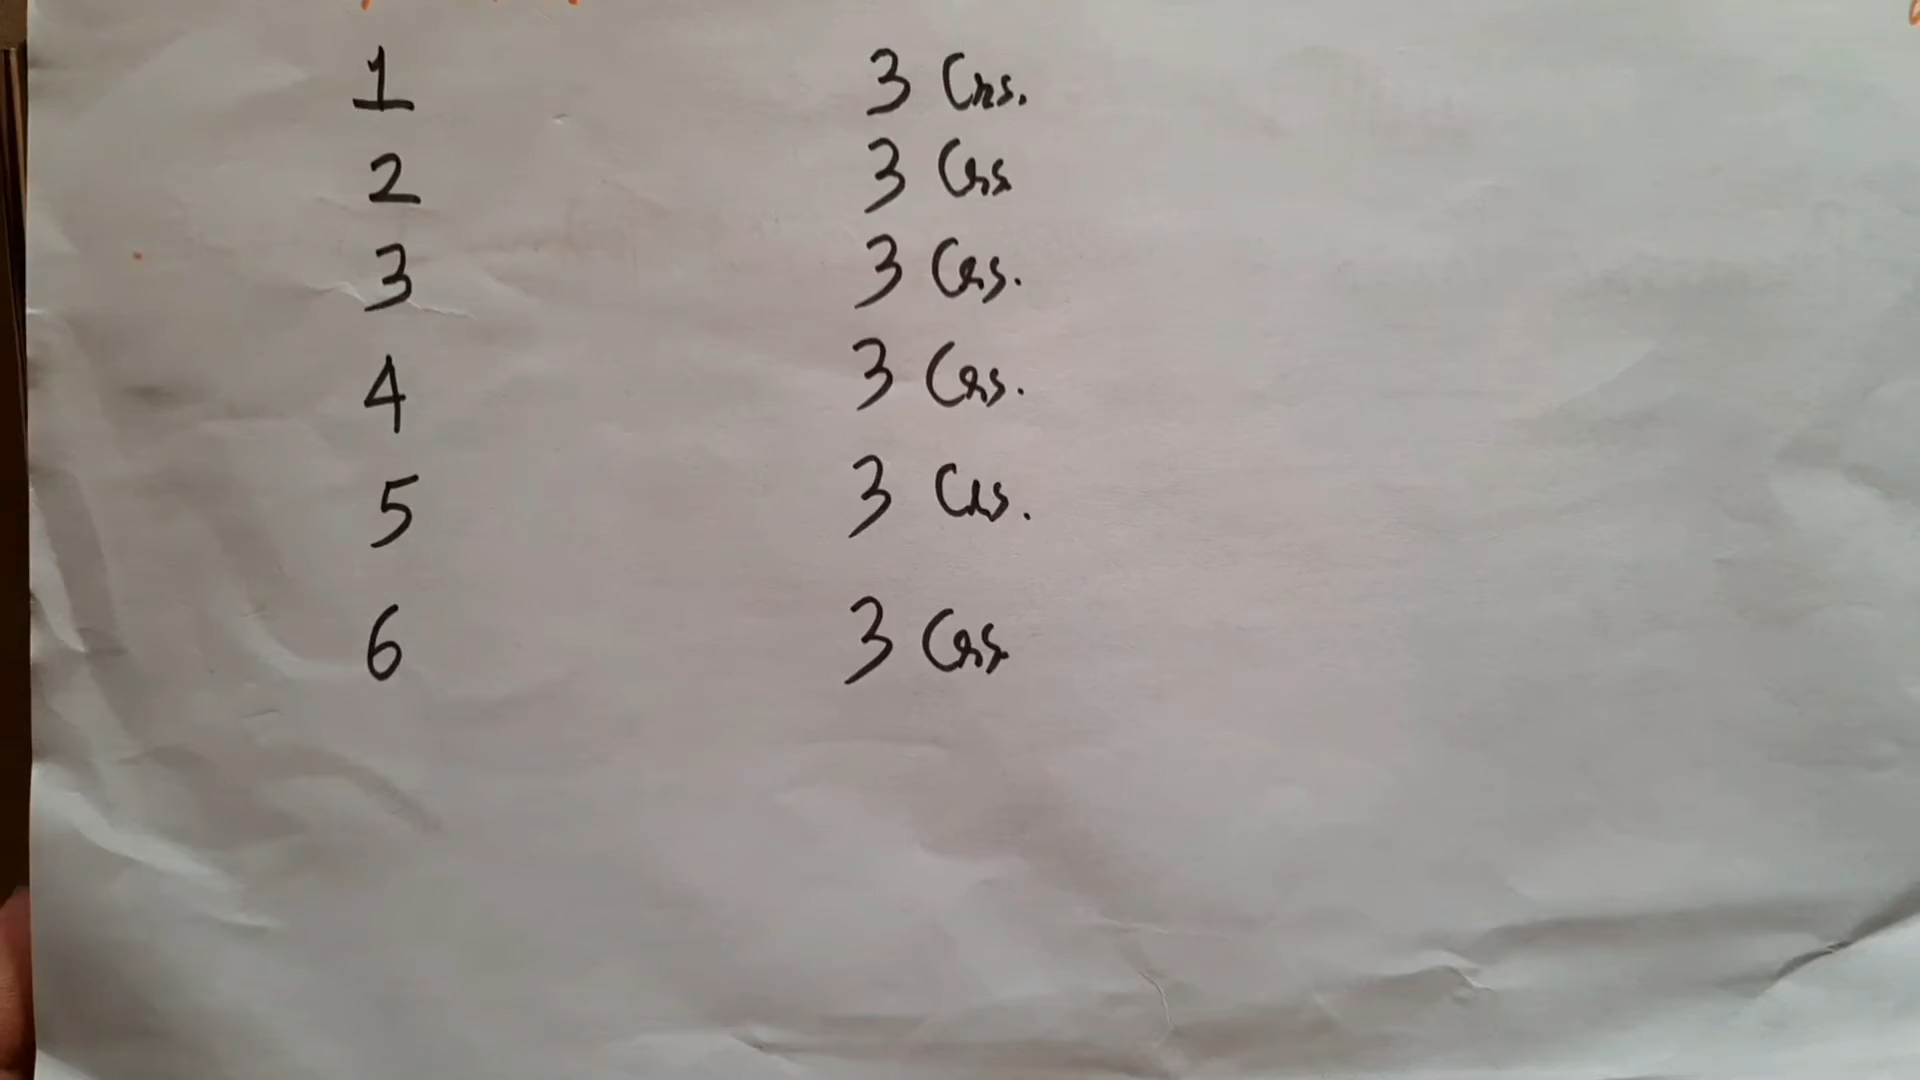 1 3 Crs.
2 3 Crs
3 3 Crs.
4 3 Crs.
5 3 Crs.
6 3 Crs